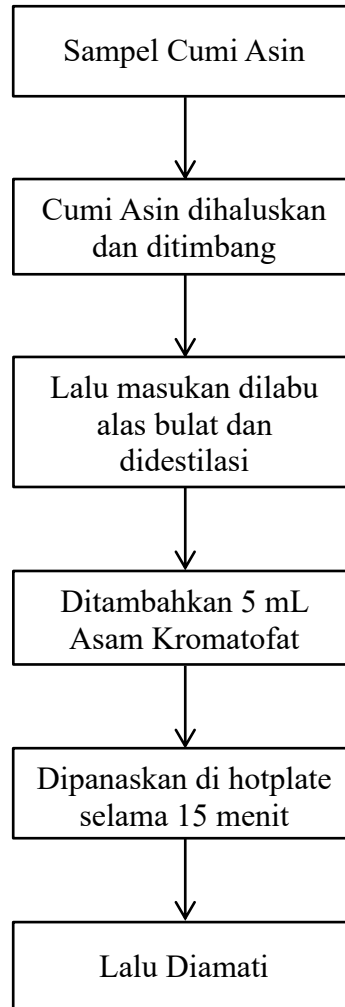 Sampel Cumi Asin
Cumi Asin dihaluskan
dan ditimbang
Lalu masukan dilabu
alas bulat dan
didestilasi
Ditambahkan 5 mL
Asam Kromatofat
Dipanaskan di hotplate
selama 15 menit
Lalu Diamati